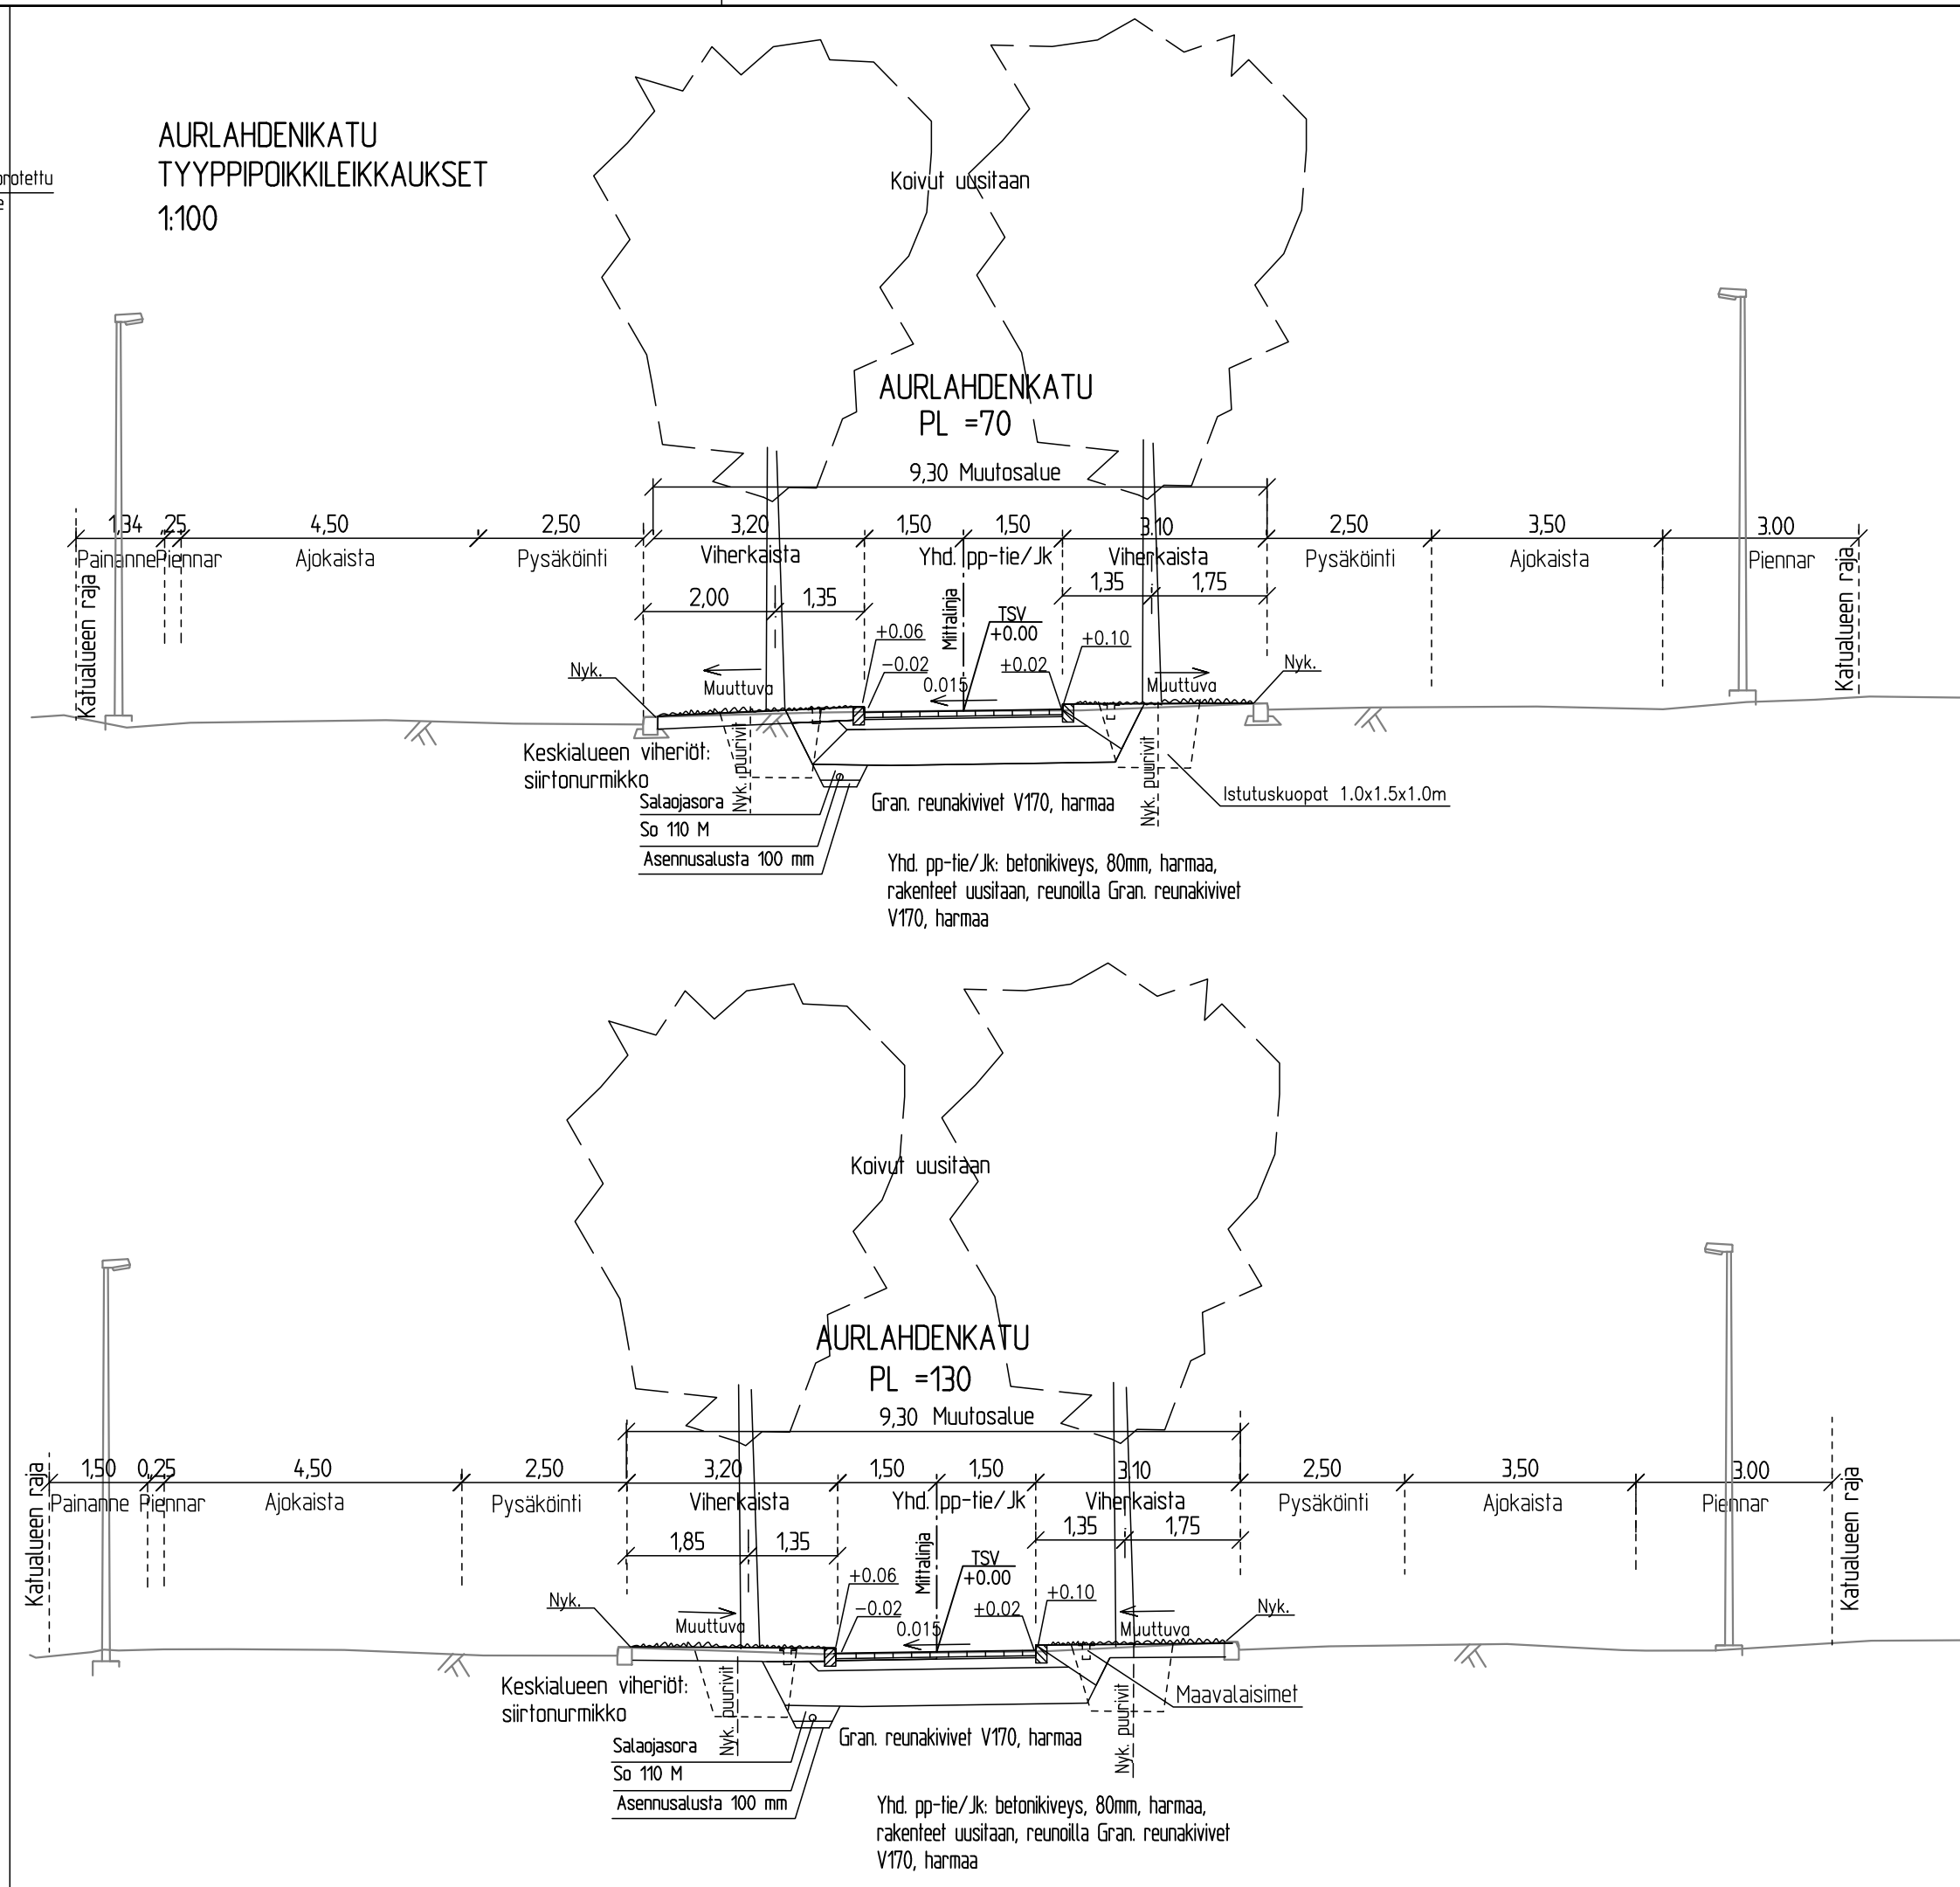 AURLAHDENIKATU
TYYPPIPOIKKILEIKKAUKSET
1:100
Koivut uusitaan
AURLAHDENKATU
PL =70
9,30 Muutosalue
1,34 ,25 4,50 2,50 3,20 1,50 1,50 3.10 2,50 3,50 3.00
Painanne Piennar Ajokaista Pysäköinti Viherkaista Yhd. pp-tie/Jk Viherkaista Pysäköinti Ajokaista Piennar
2,00 1,35 1,35 1,75
Katualueen raja
Mittalinja
Katualueen raja
TSV
+0.00
+0.06
-0.02
+0.02
+0.10
0.015
Nyk.
Muuttuva
Muuttuva
Nyk.
Keskialueen viheriöt:
siirtonurmikko
Nyk. puurivit
Nyk. puurivit
Salaojasora
So 110 M
Asennusalusta 100 mm
Gran. reunakivivet V170, harmaa
Istutuskuopat 1.0x1.5x1.0m
Yhd. pp-tie/Jk: betonikiveys, 80mm, harmaa,
rakenteet uusitaan, reunoilla Gran. reunakivivet
V170, harmaa
Koivut uusitaan
AURLAHDENKATU
PL =130
9,30 Muutosalue
1,50 0,25 4,50 2,50 3,20 1,50 1,50 3.10 2,50 3,50 3.00
Painanne Piennar Ajokaista Pysäköinti Viherkaista Yhd. pp-tie/Jk Viherkaista Pysäköinti Ajokaista Piennar
1,85 1,35 1,35 1,75
Katualueen raja
Mittalinja
Katualueen raja
TSV
+0.00
+0.06
-0.02
+0.02
+0.10
0.015
Nyk.
Muuttuva
Muuttuva
Nyk.
Keskialueen viheriöt:
siirtonurmikko
Nyk. puurivit
Nyk. puurivit
Maavalaisimet
Salaojasora
So 110 M
Asennusalusta 100 mm
Gran. reunakivivet V170, harmaa
Yhd. pp-tie/Jk: betonikiveys, 80mm, harmaa,
rakenteet uusitaan, reunoilla Gran. reunakivivet
V170, harmaa